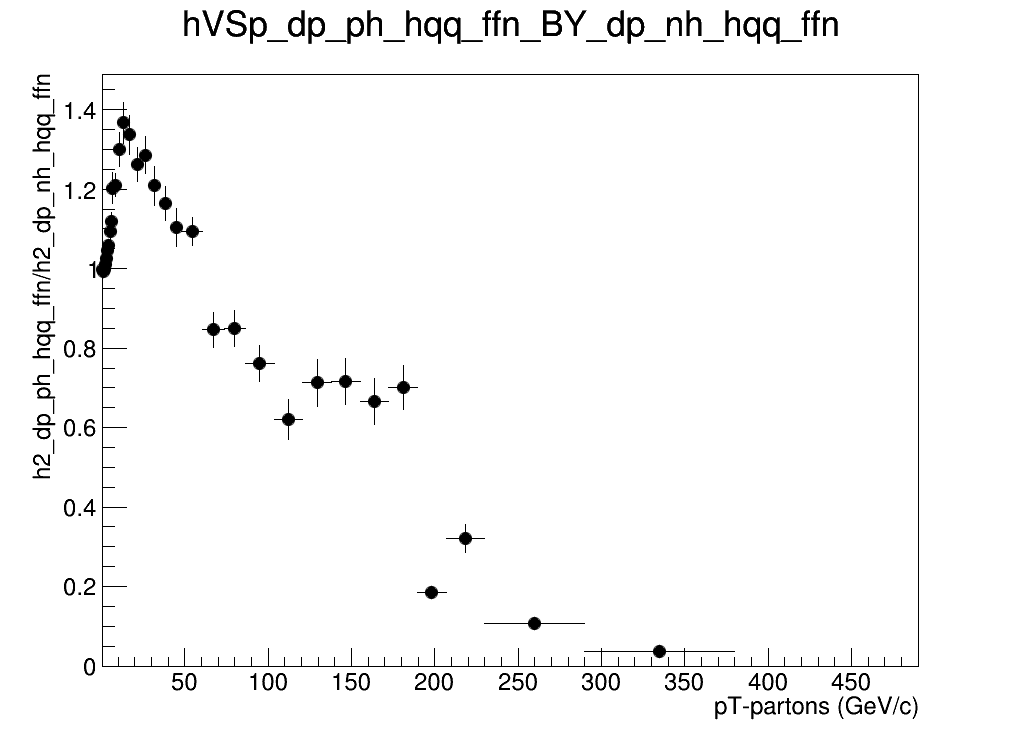 hVSp_dp_ph_hqq_ffn_BY_dp_nh_hqq_ffn
h2_dp_ph_hqq_ffn/h2_dp_nh_hqq_ffn
1.4
1.2
1
0.8
0.6
0.4
0.2
0
50 100 150 200 250 300 350 400 450
pT-partons (GeV/c)